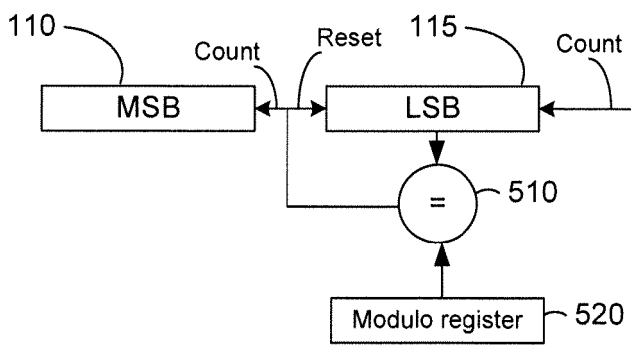 110
115
Count
Reset
Count
MSB
LSB
=
510
Modulo register
520